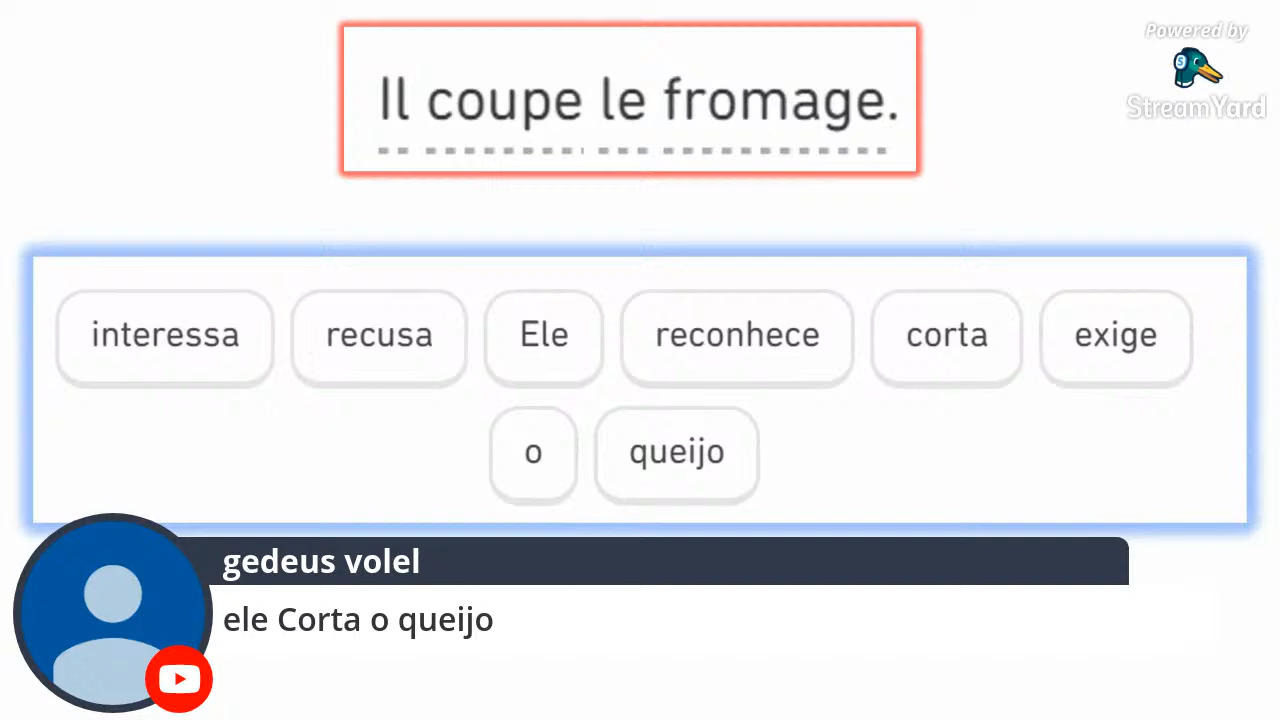 Powered by
StreamYard
Il coupe le fromage.
interessa recusa Ele reconhece corta exige
o queijo
gedeus volel
ele Corta o queijo